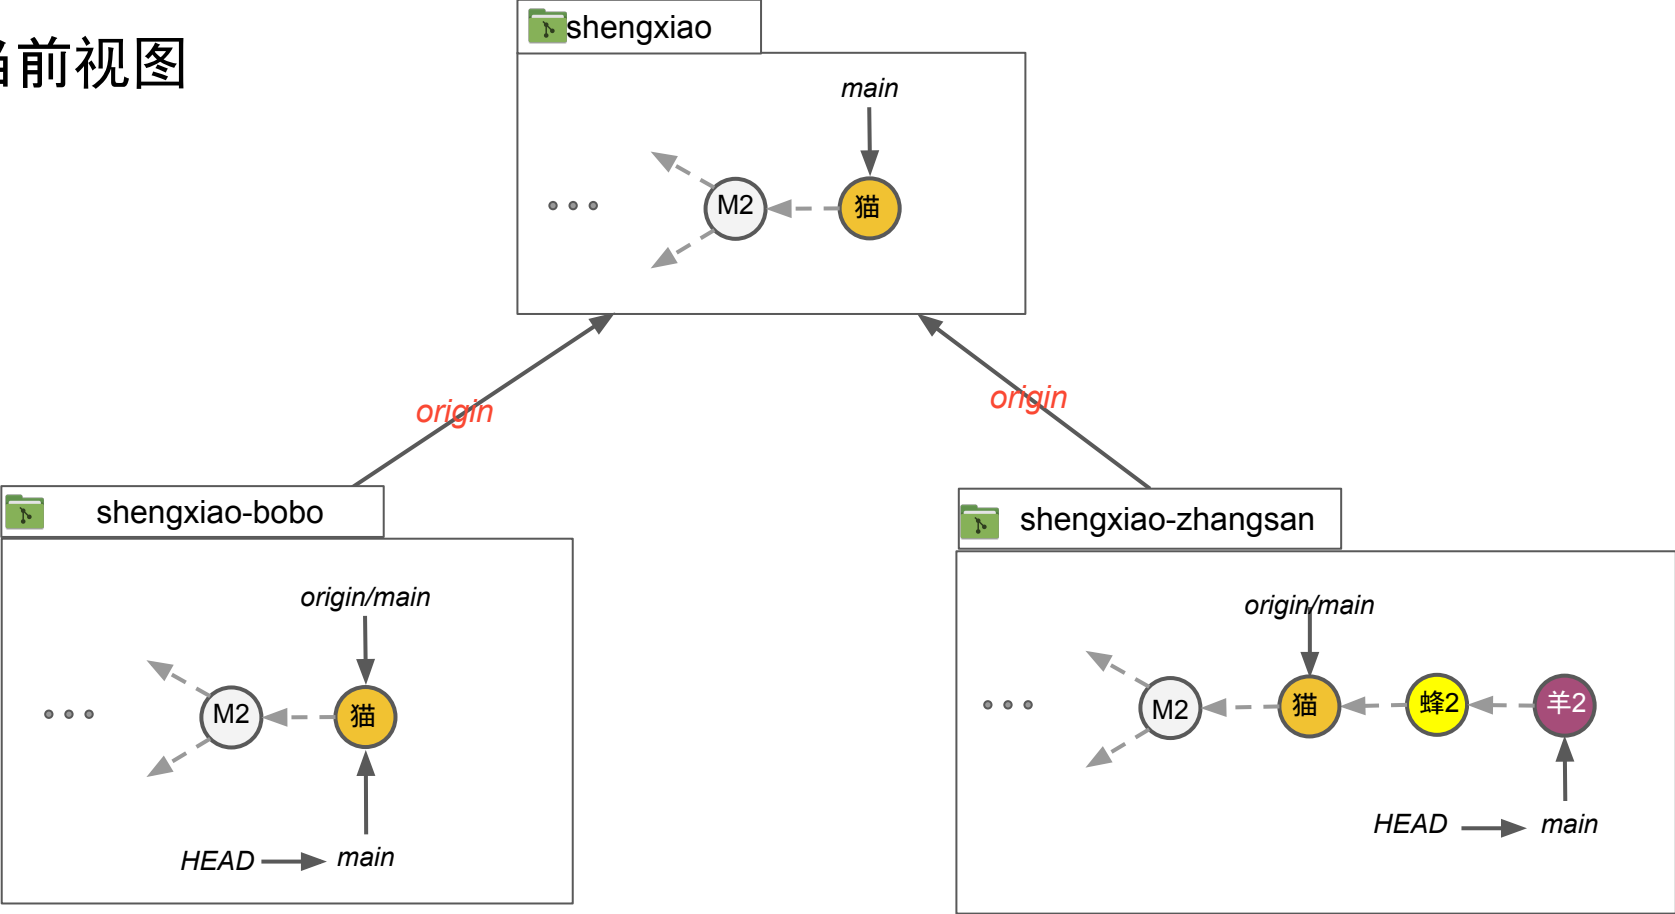 当前视图
shengxiao
main
M2
猫
origin
origin
shengxiao-bobo
origin/main
M2
猫
HEAD
main
shengxiao-zhangsan
origin/main
M2
猫
蜂2
羊2
HEAD
main